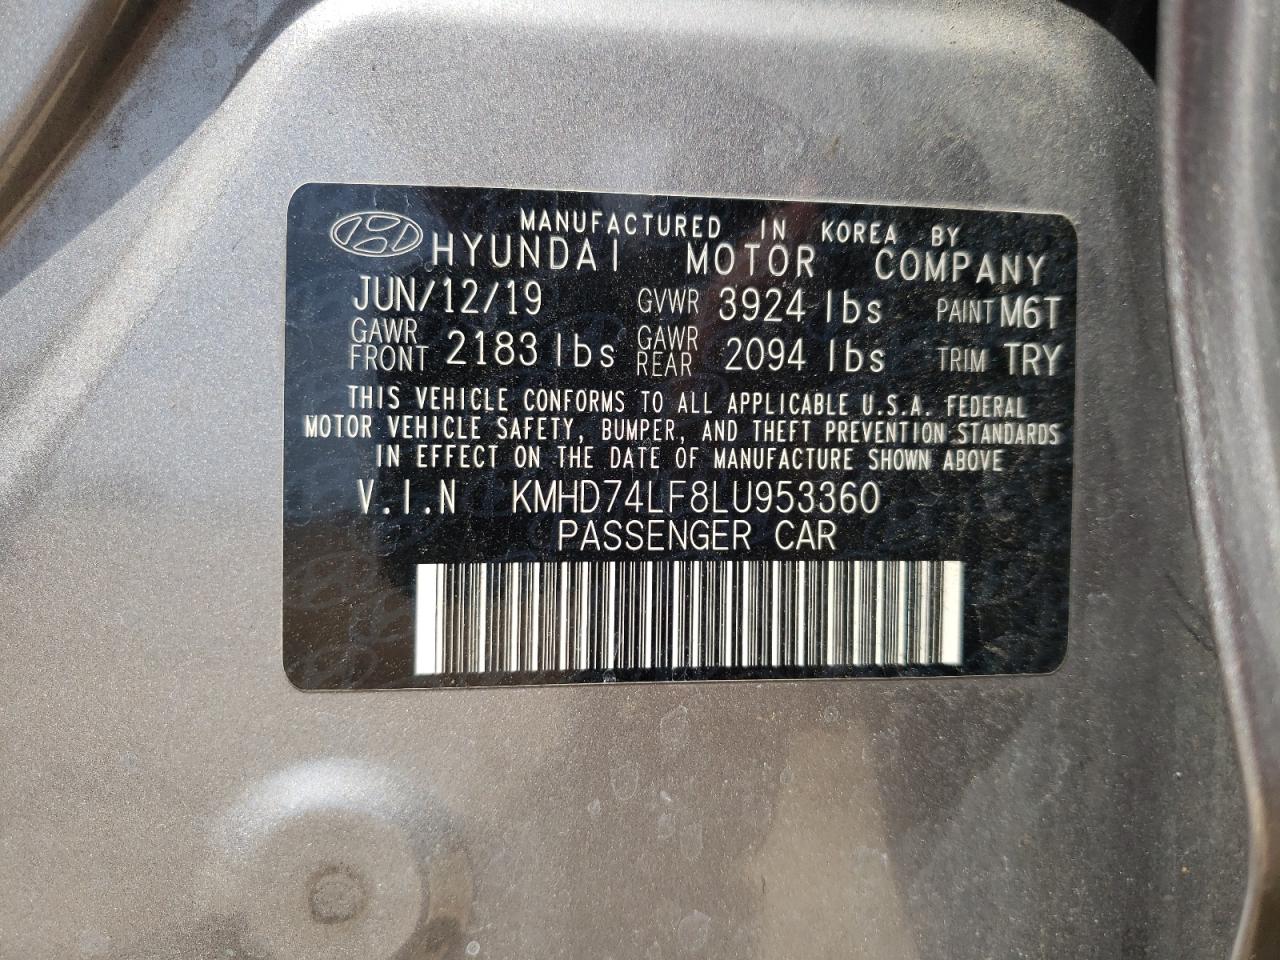 MANUFACTURED IN KOREA BY
HYUNDAI MOTOR COMPANY
JUN/12/19 GVWR 3924 lbs PAINT M6T
GAWR FRONT 2183 lbs GAWR REAR 2094 lbs TRIM TRY
THIS VEHICLE CONFORMS TO ALL APPLICABLE U.S.A. FEDERAL
MOTOR VEHICLE SAFETY, BUMPER, AND THEFT PREVENTION STANDARDS
IN EFFECT ON THE DATE OF MANUFACTURE SHOWN ABOVE
V.I.N KMHD74LF8LU953360
PASSENGER CAR